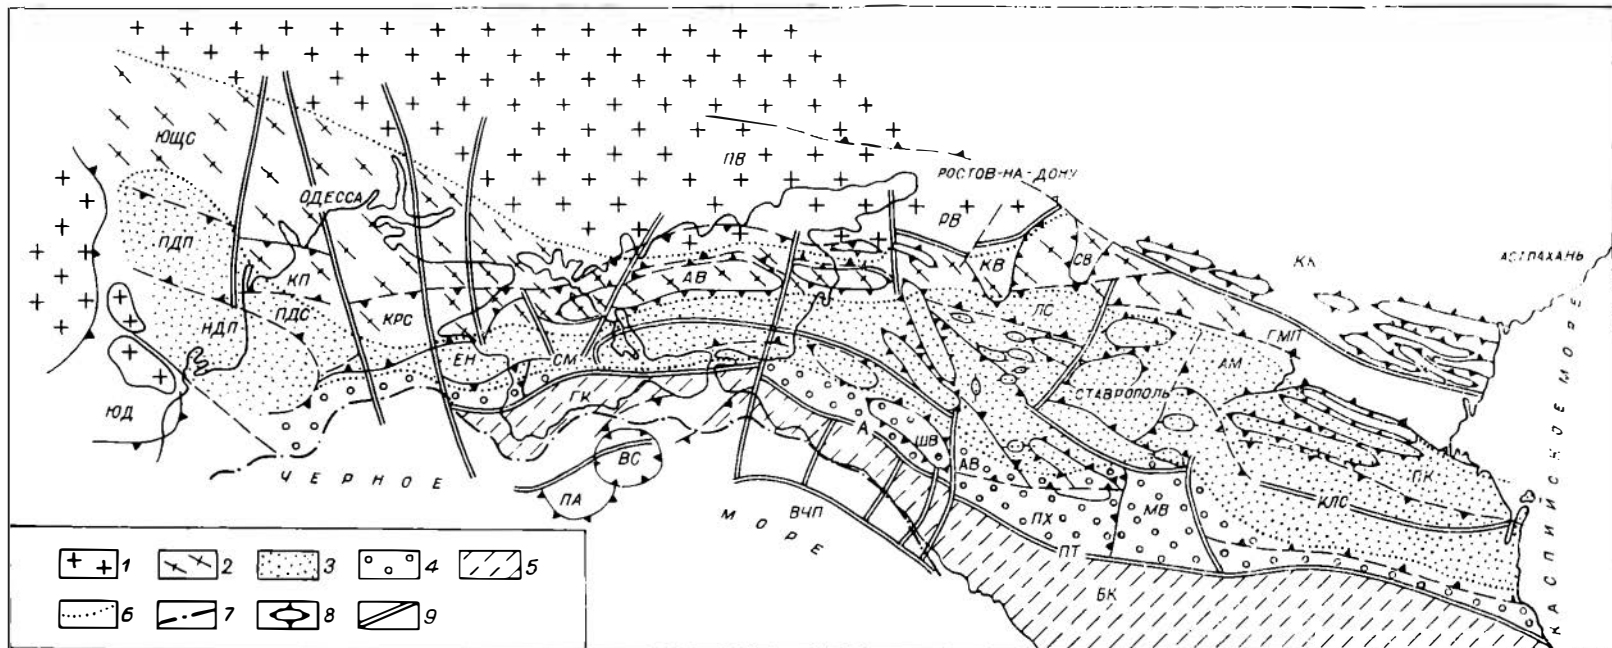 ЮЩС
ОДЕССА
ПВ
РОСТОВ-НА-ДОНУ
РВ
ПДП
КП
КВ
СВ
КК
АСТРАХАНЬ
АВ
НДП
ПДС
КРС
ЛС
ГМП
ЕН
СМ
АМ
СТАВРОПОЛЬ
ЮД
ГК
А
ШВ
АВ
ПК
КЛС
ЧЕРНОЕ
ВС
ПА
МОРЕ
ВЧП
ПХ
МВ
ПТ
БК
КАСПИЙСКОЕ МОРЕ
1 2 3 4 5
6 7 8 9